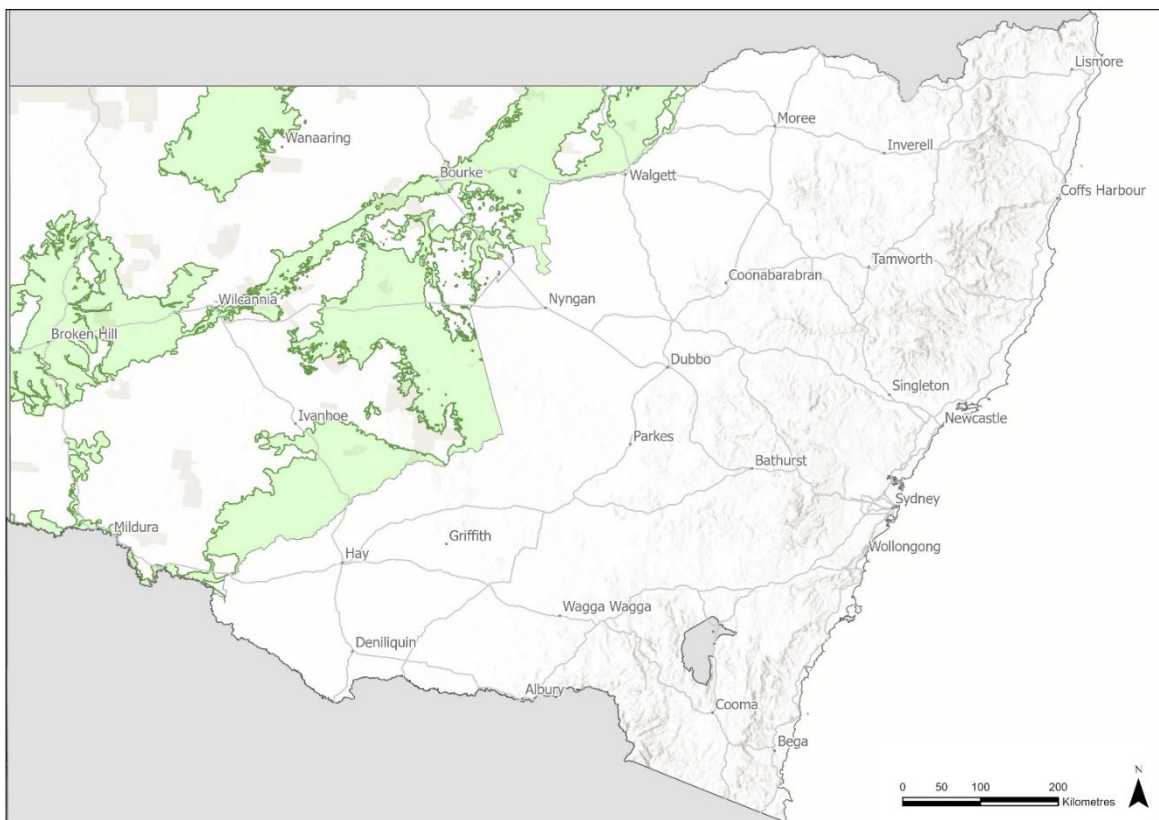 Lismore
Moree
Wanaaring
Inverell
Bourke
Walgett
Coffs Harbour
Tamworth
Coonabarabran
Wilcannia
Nyngan
Broken Hill
Dubbo
Singleton
Ivanhoe
Newcastle
Parkes
Bathurst
Sydney
Mildura
Griffith
Hay
Wollongong
Wagga Wagga
Deniliquin
Albury
Cooma
Bega
N
0 50 100 200
Kilometres